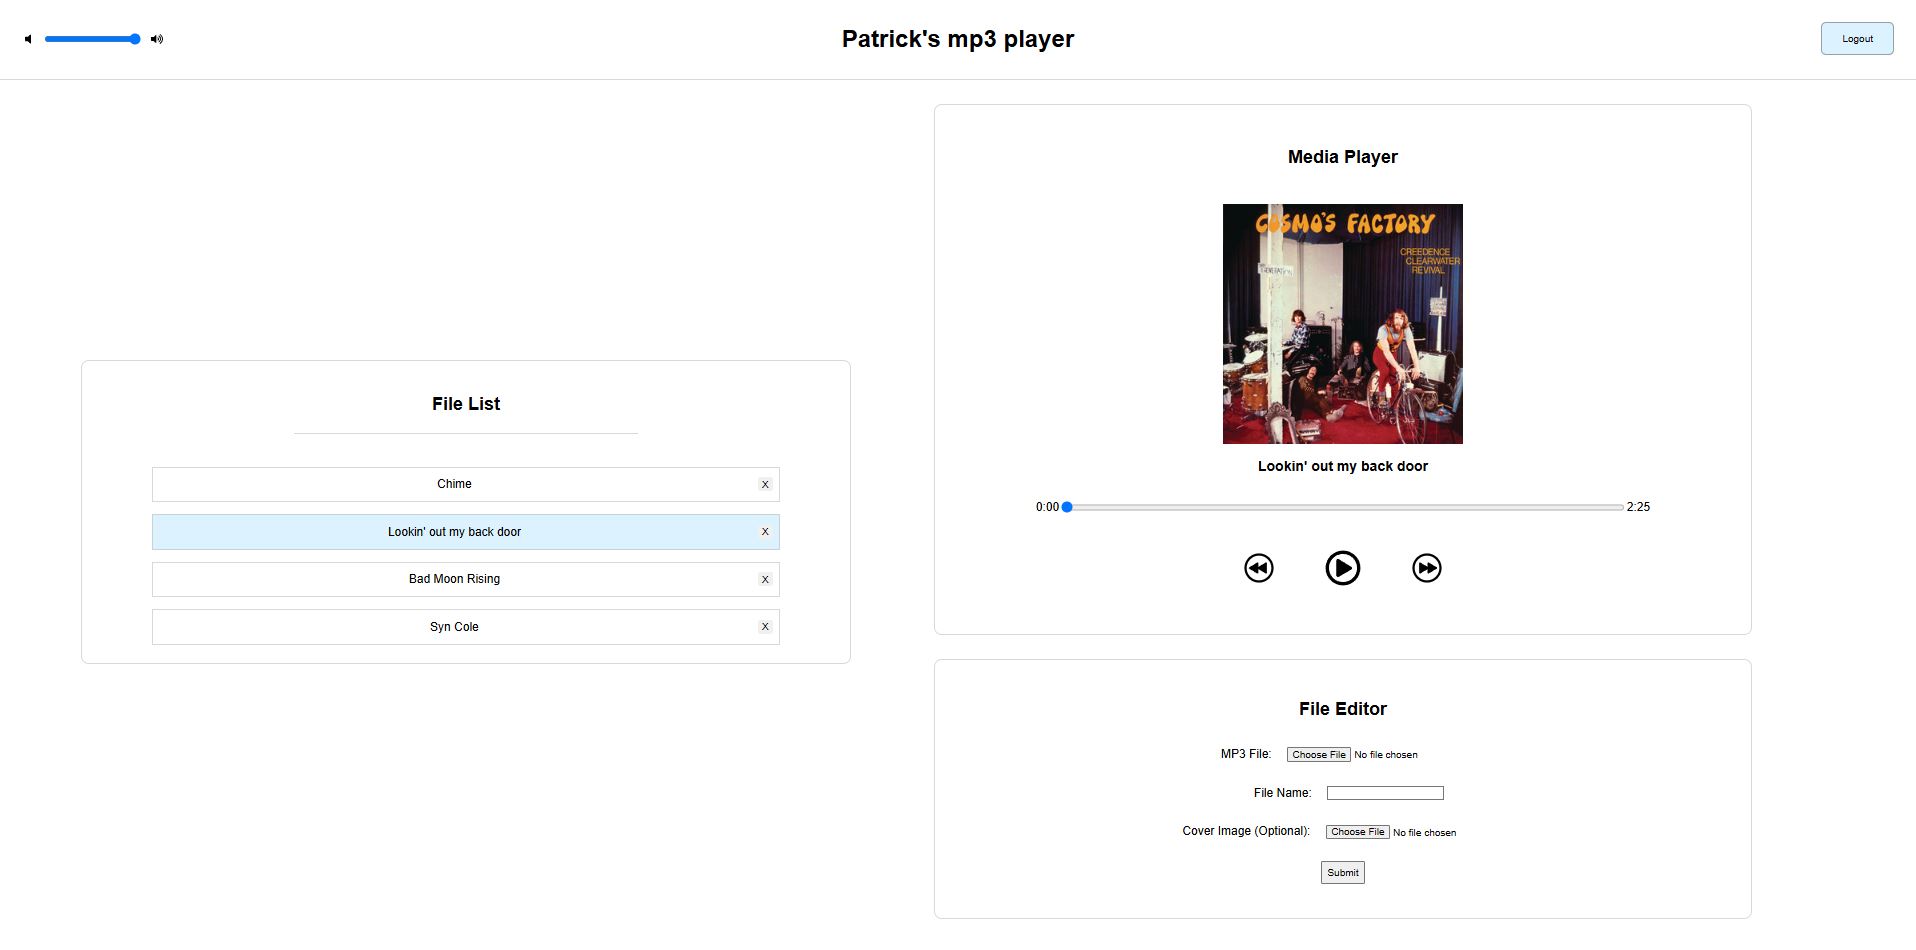 Patrick's mp3 player
Logout
File List
Chime
X
Lookin' out my back door
X
Bad Moon Rising
X
Syn Cole
X
Media Player
COSMO'S FACTORY
CREEDENCE
CLEARWATER
REVIVAL
GENERATION
Lookin' out my back door
0:00
2:25
File Editor
MP3 File: Choose File No file chosen
File Name:
Cover Image (Optional): Choose File No file chosen
Submit